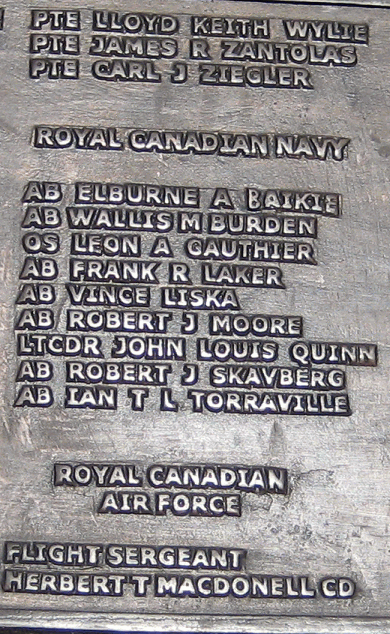 PTE LLOYD KEITH WYLIE
PTE JAMES R ZANTOLAS
PTE CARL J ZIEGLER
ROYAL CANADIAN NAVY
AB ELBURNE A BAIKIE
AB WALLIS M BURDEN
OS LEON A GAUTHIER
AB FRANK R LAKER
AB VINCE LISKA
AB ROBERT J MOORE
LTCDR JOHN LOUIS QUINN
AB ROBERT J SKAVBERG
AB IAN T L TORRAVILLE
ROYAL CANADIAN
AIR FORCE
FLIGHT SERGEANT
HERBERT T MACDONELL CD